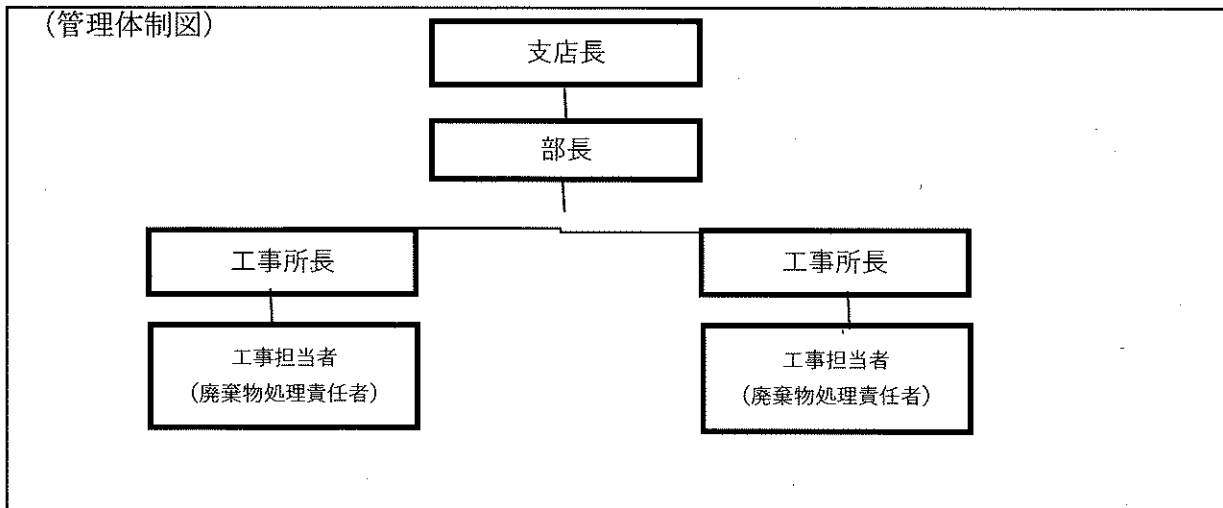 (管理体制図)
支店長
部長
工事所長
工事所長
工事担当者
(廃棄物処理責任者)
工事担当者
(廃棄物処理責任者)